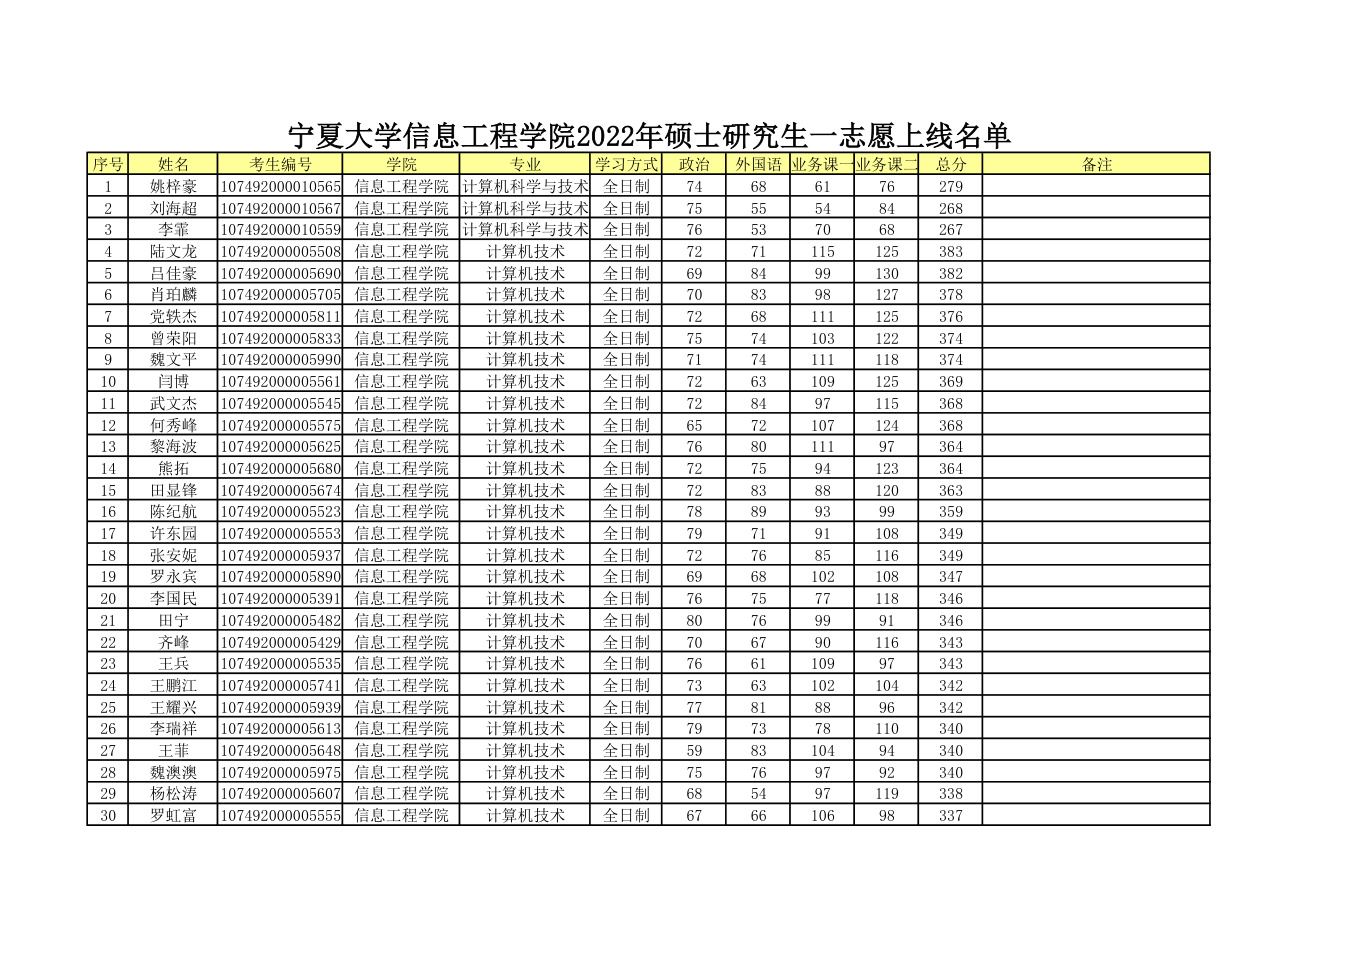 宁夏大学信息工程学院2022年硕士研究生一志愿上线名单
序号 姓名 考生编号 学院 专业 学习方式 政治 外国语 业务课一 业务课二 总分 备注
1 姚梓豪 107492000010565 信息工程学院 计算机科学与技术 全日制 74 68 61 76 279
2 刘海超 107492000010567 信息工程学院 计算机科学与技术 全日制 75 55 54 84 268
3 李霏 107492000010559 信息工程学院 计算机科学与技术 全日制 76 53 70 68 267
4 陆文龙 107492000005508 信息工程学院 计算机技术 全日制 72 71 115 125 383
5 吕佳豪 107492000005690 信息工程学院 计算机技术 全日制 69 84 99 130 382
6 肖珀麟 107492000005705 信息工程学院 计算机技术 全日制 70 83 98 127 378
7 党轶杰 107492000005811 信息工程学院 计算机技术 全日制 72 68 111 125 376
8 曾荣阳 107492000005833 信息工程学院 计算机技术 全日制 75 74 103 122 374
9 魏文平 107492000005990 信息工程学院 计算机技术 全日制 71 74 111 118 374
10 闫博 107492000005561 信息工程学院 计算机技术 全日制 72 63 109 125 369
11 武文杰 107492000005545 信息工程学院 计算机技术 全日制 72 84 97 115 368
12 何秀峰 107492000005575 信息工程学院 计算机技术 全日制 65 72 107 124 368
13 黎海波 107492000005625 信息工程学院 计算机技术 全日制 76 80 111 97 364
14 熊拓 107492000005680 信息工程学院 计算机技术 全日制 72 75 94 123 364
15 田显锋 107492000005674 信息工程学院 计算机技术 全日制 72 83 88 120 363
16 陈纪航 107492000005523 信息工程学院 计算机技术 全日制 78 89 93 99 359
17 许东园 107492000005553 信息工程学院 计算机技术 全日制 79 71 91 108 349
18 张安妮 107492000005937 信息工程学院 计算机技术 全日制 72 76 85 116 349
19 罗永宾 107492000005890 信息工程学院 计算机技术 全日制 69 68 102 108 347
20 李国民 107492000005391 信息工程学院 计算机技术 全日制 76 75 77 118 346
21 田宁 107492000005482 信息工程学院 计算机技术 全日制 80 76 99 91 346
22 齐峰 107492000005429 信息工程学院 计算机技术 全日制 70 67 90 116 343
23 王兵 107492000005535 信息工程学院 计算机技术 全日制 76 61 109 97 343
24 王鹏江 107492000005741 信息工程学院 计算机技术 全日制 73 63 102 104 342
25 王耀兴 107492000005939 信息工程学院 计算机技术 全日制 77 81 88 96 342
26 李瑞祥 107492000005613 信息工程学院 计算机技术 全日制 79 73 78 110 340
27 王菲 107492000005648 信息工程学院 计算机技术 全日制 59 83 104 94 340
28 魏澳澳 107492000005975 信息工程学院 计算机技术 全日制 75 76 97 92 340
29 杨松涛 107492000005607 信息工程学院 计算机技术 全日制 68 54 97 119 338
30 罗虹富 107492000005555 信息工程学院 计算机技术 全日制 67 66 106 98 337